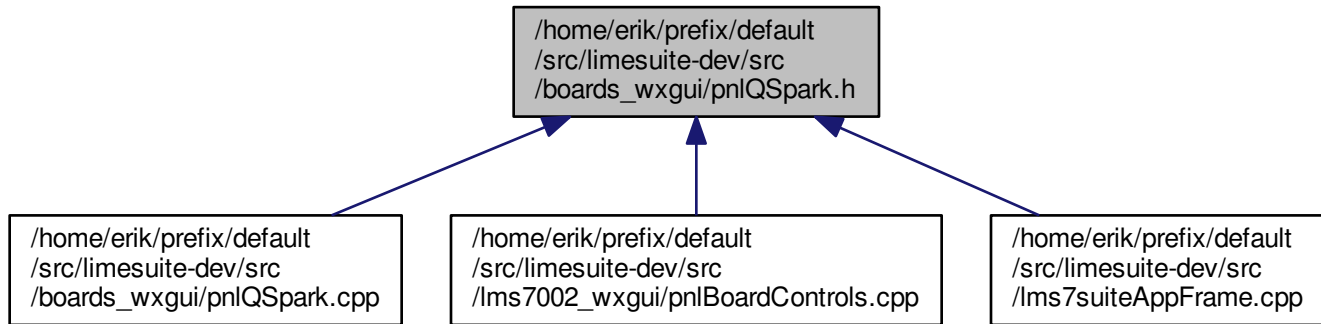 /home/erik/prefix/default
/src/limesuite-dev/src
/boards_wxgui/pnlQSpark.h
/home/erik/prefix/default
/src/limesuite-dev/src
/boards_wxgui/pnlQSpark.cpp
/home/erik/prefix/default
/src/limesuite-dev/src
/lms7002_wxgui/pnlBoardControls.cpp
/home/erik/prefix/default
/src/limesuite-dev/src
/lms7suiteAppFrame.cpp